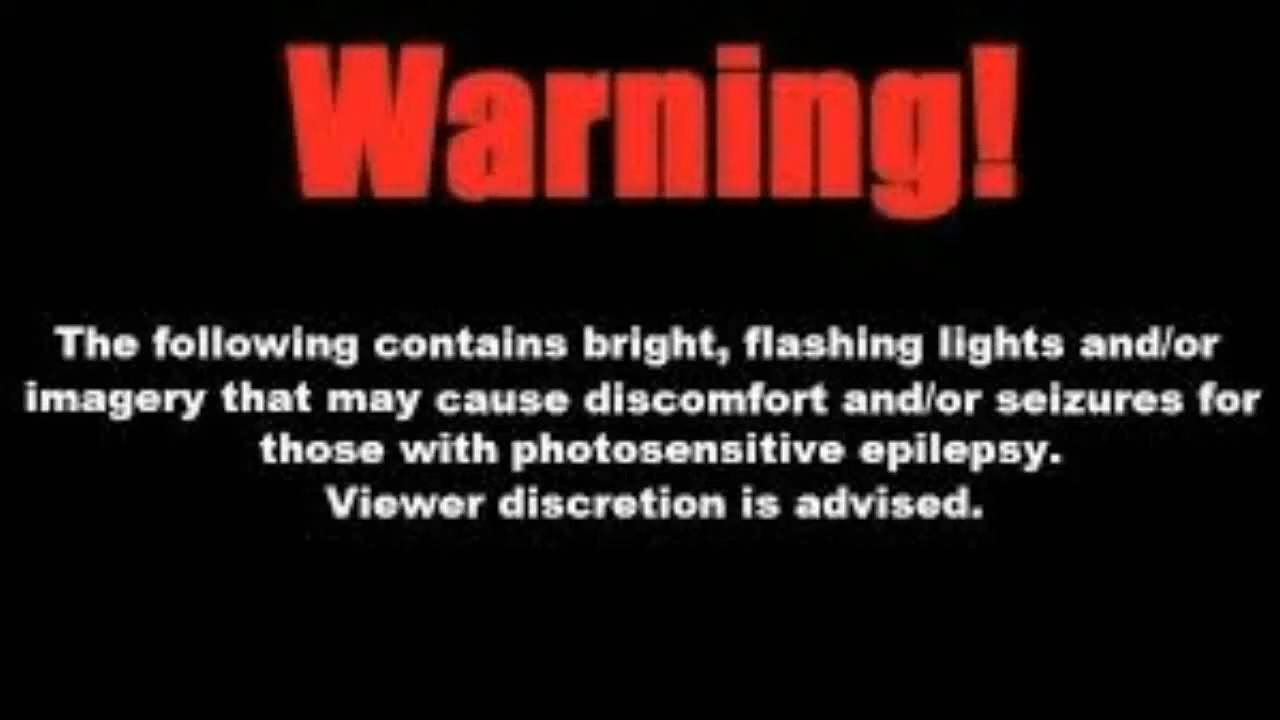 Warning!
The following contains bright, flashing lights and/or
imagery that may cause discomfort and/or seizures for
those with photosensitive epilepsy.
Viewer discretion is advised.